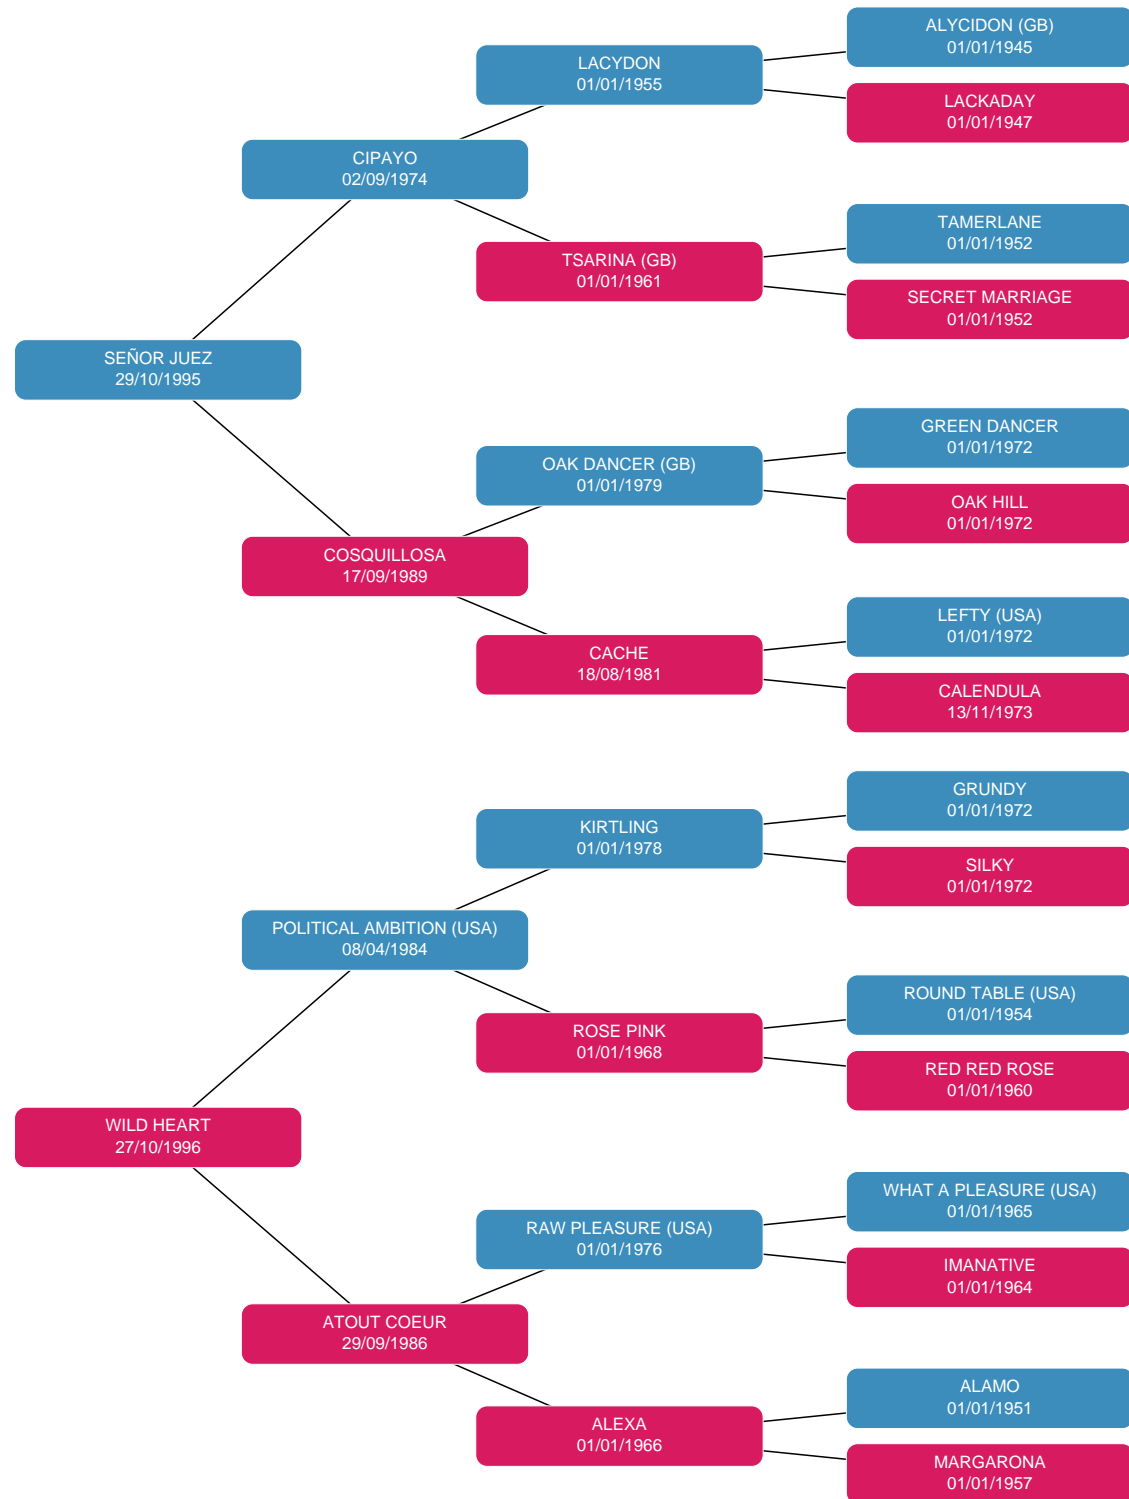 ALYCIDON (GB)
01/01/1945
LACYDON
01/01/1955
LACKADAY
01/01/1947
CIPAYO
02/09/1974
TAMERLANE
01/01/1952
TSARINA (GB)
01/01/1961
SECRET MARRIAGE
01/01/1952
SEÑOR JUEZ
29/10/1995
GREEN DANCER
01/01/1972
OAK DANCER (GB)
01/01/1979
OAK HILL
01/01/1972
COSQUILLOSA
17/09/1989
LEFTY (USA)
01/01/1972
CACHE
18/08/1981
CALENDULA
13/11/1973
GRUNDY
01/01/1972
KIRTLING
01/01/1978
SILKY
01/01/1972
POLITICAL AMBITION (USA)
08/04/1984
ROUND TABLE (USA)
01/01/1954
ROSE PINK
01/01/1968
RED RED ROSE
01/01/1960
WILD HEART
27/10/1996
WHAT A PLEASURE (USA)
01/01/1965
RAW PLEASURE (USA)
01/01/1976
IMANATIVE
01/01/1964
ATOUT COEUR
29/09/1986
ALAMO
01/01/1951
ALEXA
01/01/1966
MARGARONA
01/01/1957